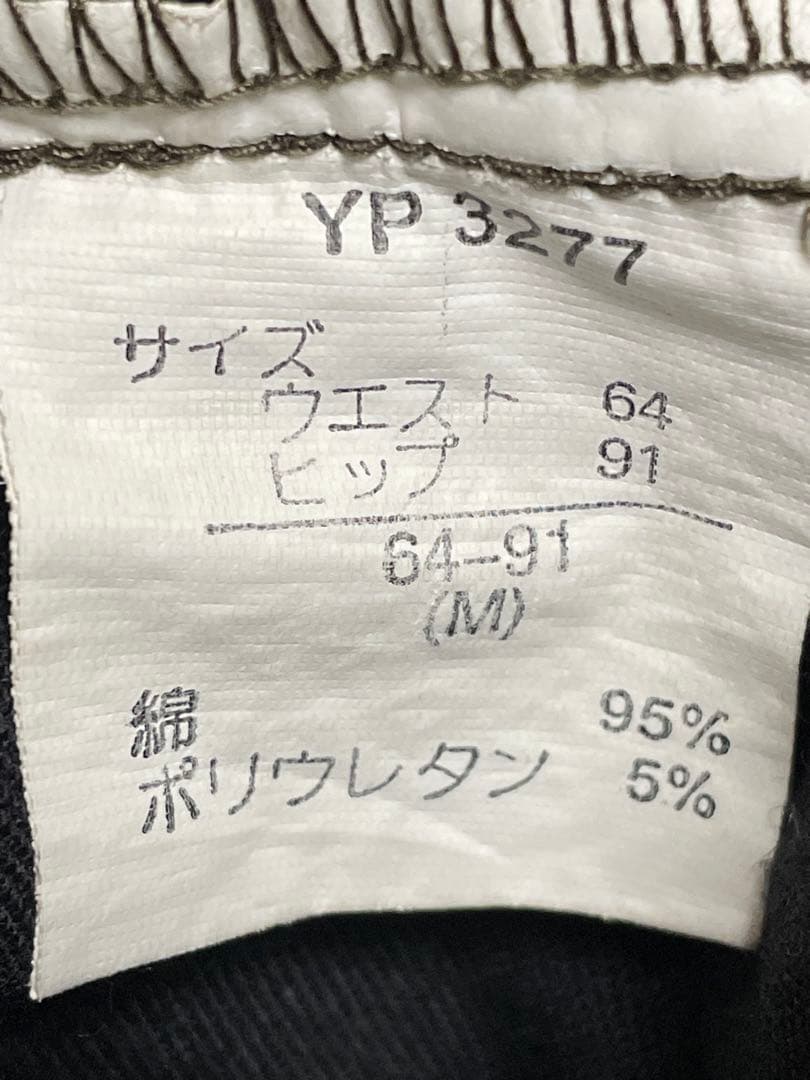 YP 3277
サイズ
ウエスト 64
ヒップ 91
64-91
(M)
綿 95%
ポリウレタン 5%